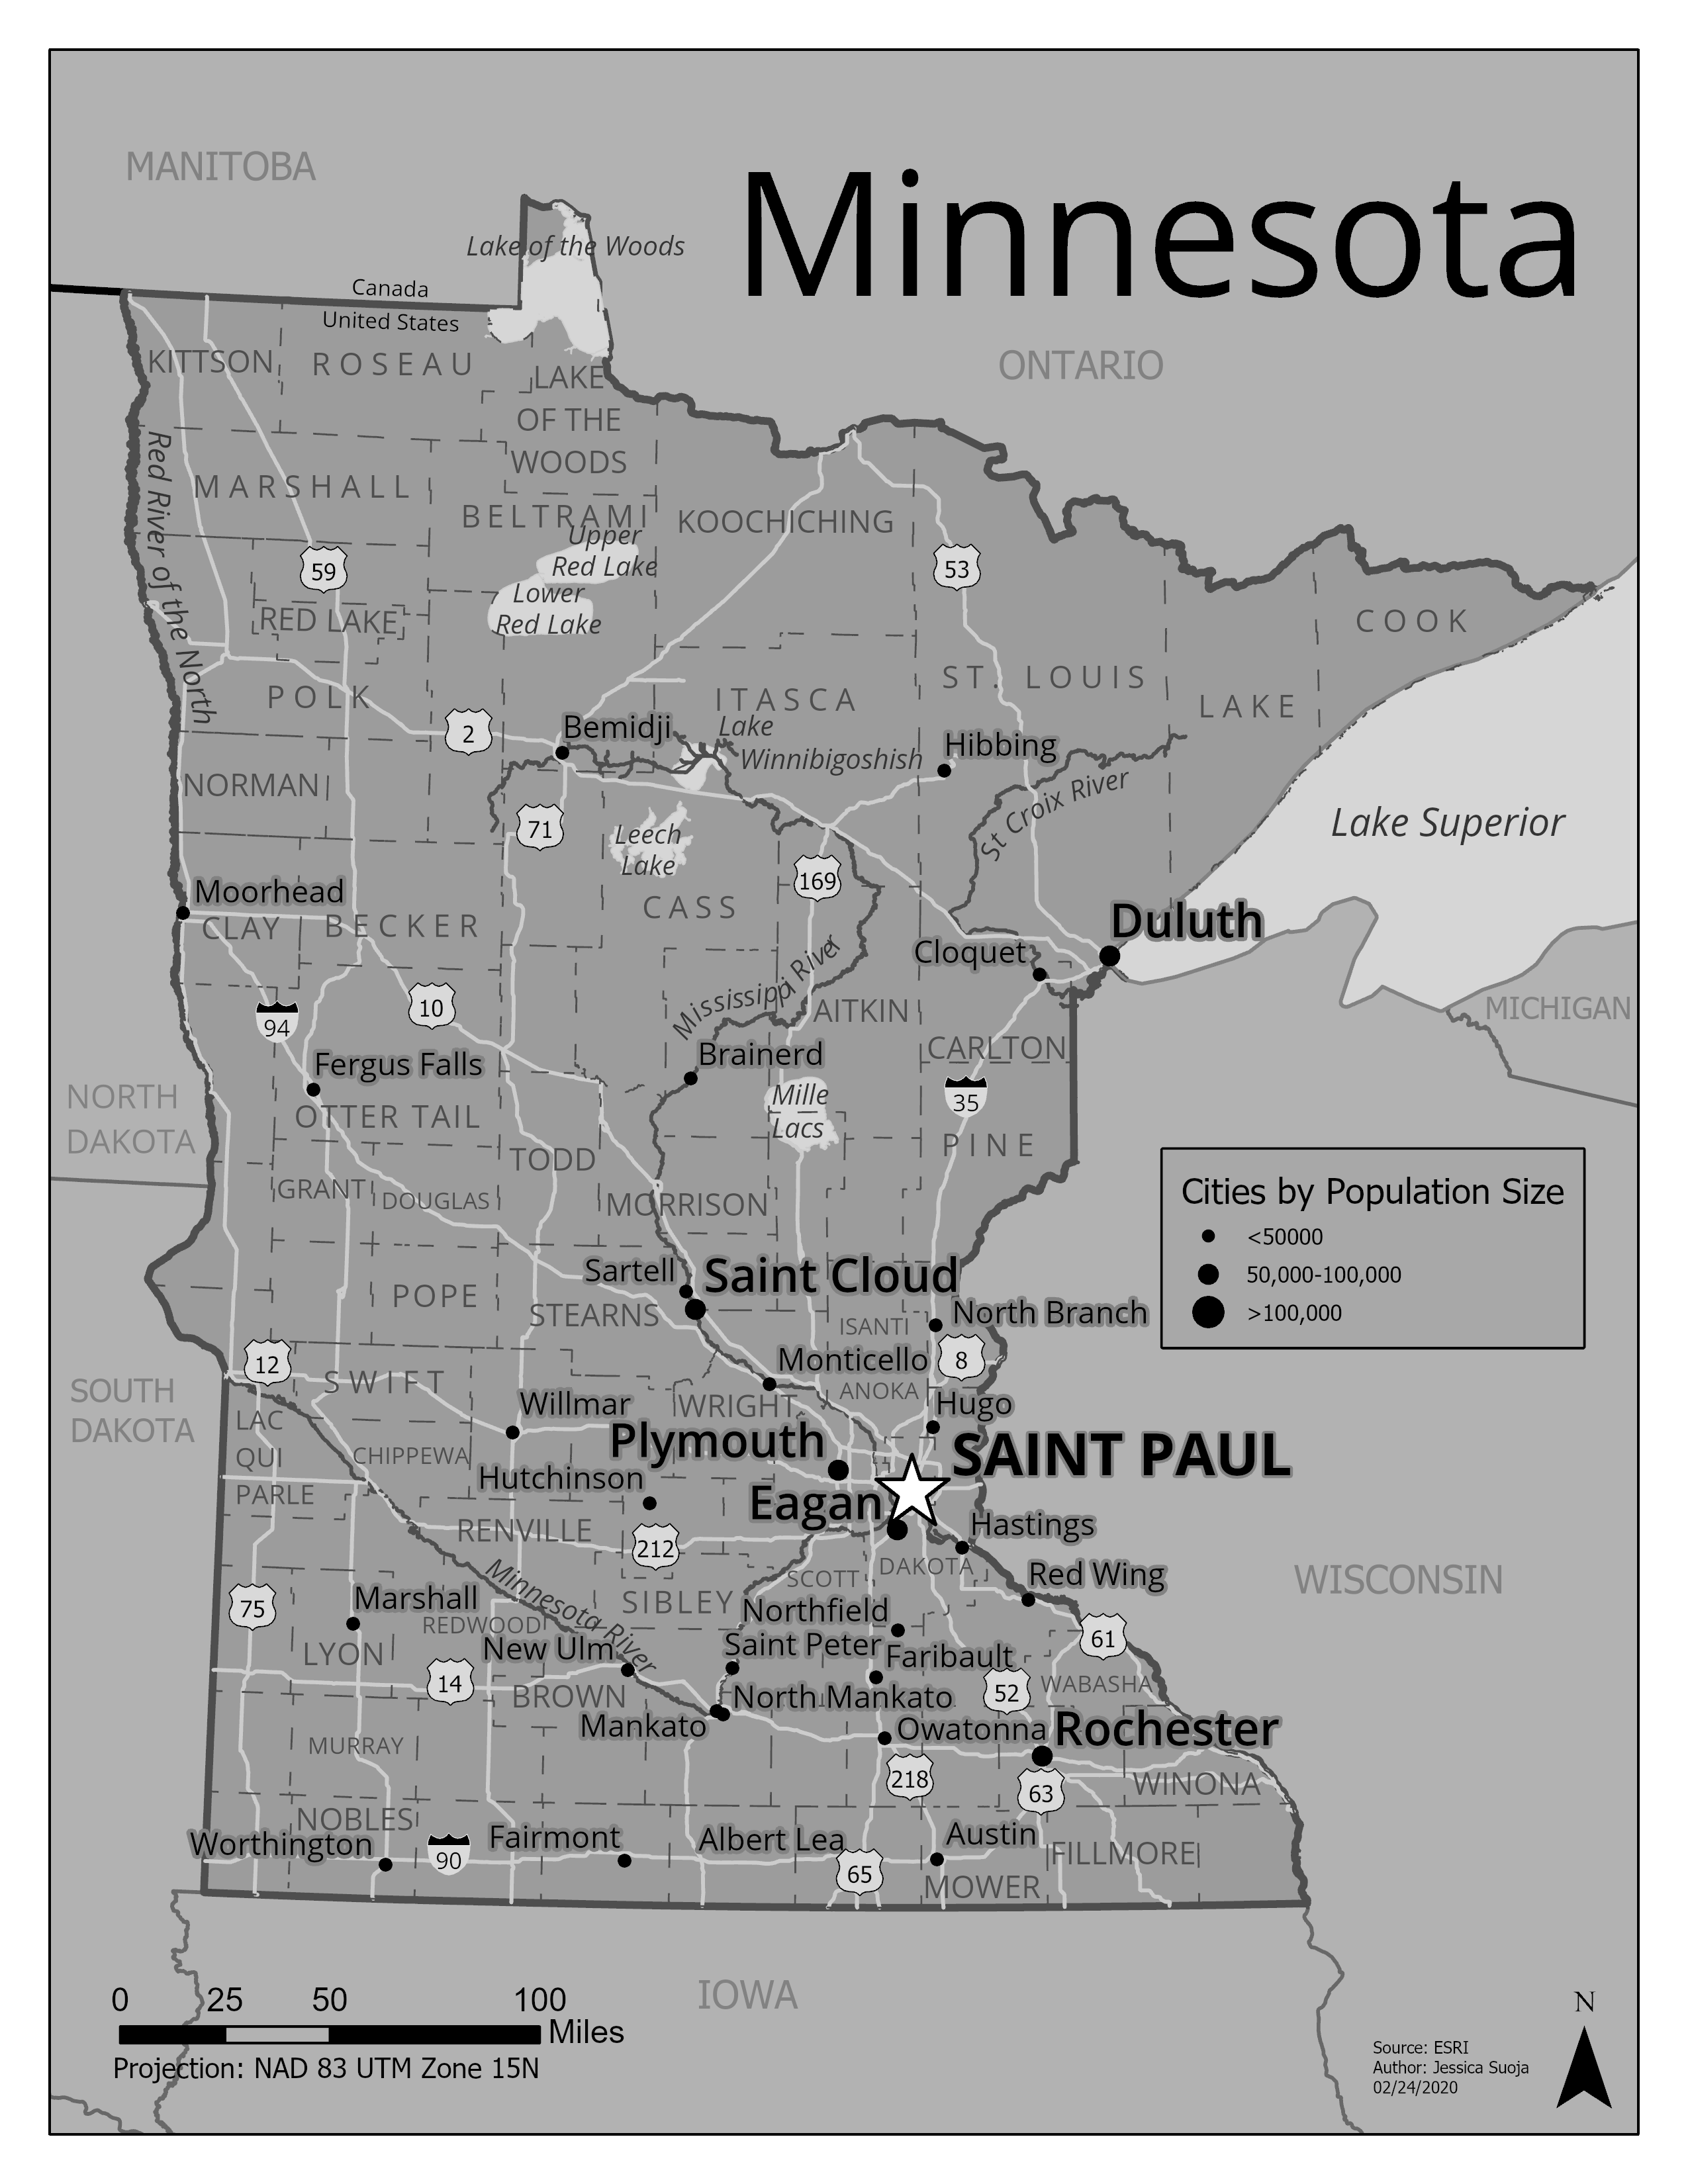 MANITOBA
Minnesota
Lake of the Woods
Canada
United States
ONTARIO
KITTSON
ROSEAU
LAKE
OF THE
WOODS
Red River of the North
MARSHALL
BELTRAMI
KOOCHICHING
Upper
Red Lake
59
53
Lower
Red Lake
RED LAKE
COOK
POLK
ITASCA
ST. LOUIS
LAKE
2
Bemidji
Lake
Winnibigoshish
Hibbing
NORMAN
St Croix River
71
Leech
Lake
Lake Superior
169
Moorhead
CLAY
BECKER
CASS
Duluth
Cloquet
Mississippi River
94
10
AITKIN
MICHIGAN
Brainerd
CARLTON
Fergus Falls
NORTH
DAKOTA
OTTER TAIL
Mille
Lacs
35
PINE
TODD
GRANT
DOUGLAS
MORRISON
Cities by Population Size
<50000
50,000-100,000
>100,000
Sartell
Saint Cloud
POPE
STEARNS
ISANTI
North Branch
12
Monticello
8
SWIFT
ANOKA
SOUTH
DAKOTA
Willmar
WRIGHT
Hugo
LAC
QUI
PARLE
CHIPPEWA
Plymouth
SAINT PAUL
Hutchinson
Eagan
RENVILLE
Hastings
212
DAKOTA
SCOTT
Red Wing
WISCONSIN
Minnesota River
75
Marshall
REDWOOD
SIBLEY
Northfield
61
LYON
New Ulm
Saint Peter
Faribault
14
BROWN
North Mankato
52
WABASHA
Mankato
Owatonna
Rochester
MURRAY
218
63
WINONA
NOBLES
Worthington
90
Fairmont
Albert Lea
65
Austin
FILLMORE
MOWER
IOWA
0 25 50 100
Miles
Projection: NAD 83 UTM Zone 15N
N
Source: ESRI
Author: Jessica Suoja
02/24/2020